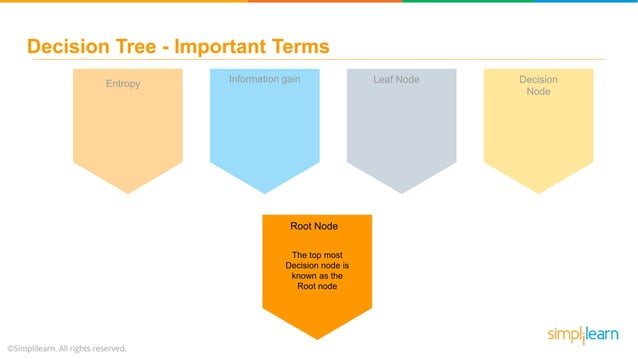 Decision Tree - Important Terms
Entropy
Information gain
Leaf Node
Decision
Node
Root Node
The top most
Decision node is
known as the
Root node
simplilearn
©Simplilearn. All rights reserved.